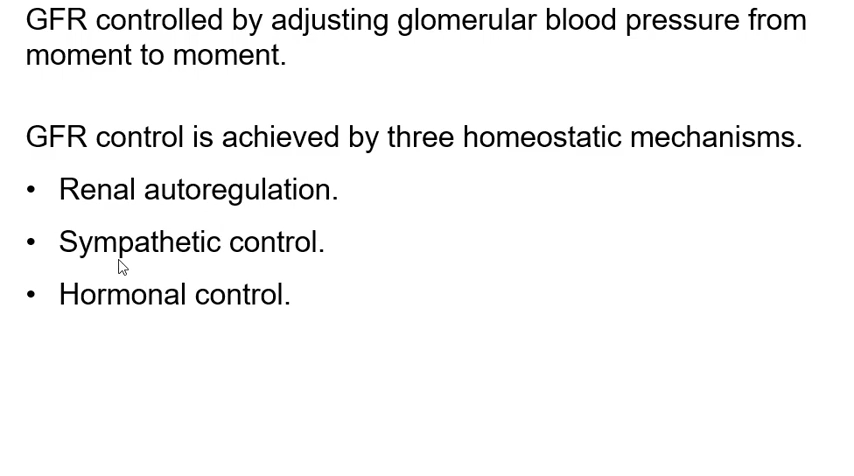 GFR controlled by adjusting glomerular blood pressure from
moment to moment.
GFR control is achieved by three homeostatic mechanisms.
• Renal autoregulation.
• Sympathetic control.
• Hormonal control.